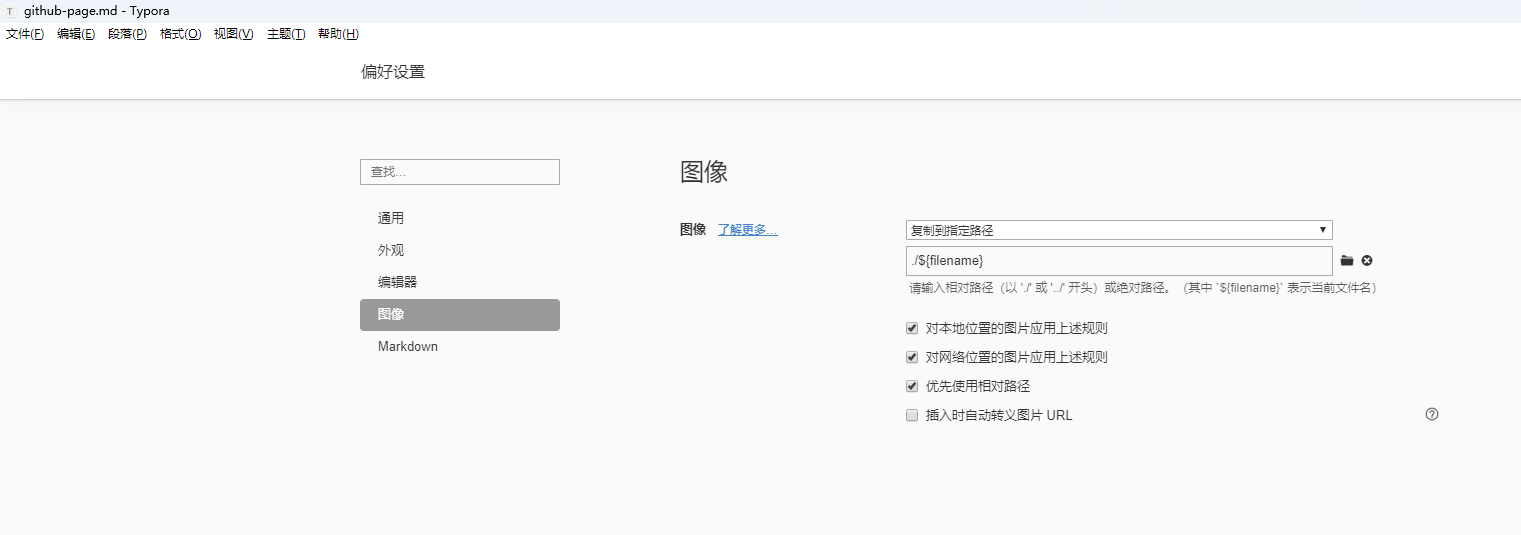 T github-page.md - Typora
文件(F) 编辑(E) 段落(P) 格式(O) 视图(V) 主题(T) 帮助(H)
偏好设置
查找...
通用
外观
编辑器
图像
Markdown
图像
图像 了解更多...
复制到指定路径
./${filename}
请输入相对路径（以 './' 或 '../' 开头）或绝对路径。（其中 `${filename}` 表示当前文件名）
对本地位置的图片应用上述规则
对网络位置的图片应用上述规则
优先使用相对路径
插入时自动转义图片 URL